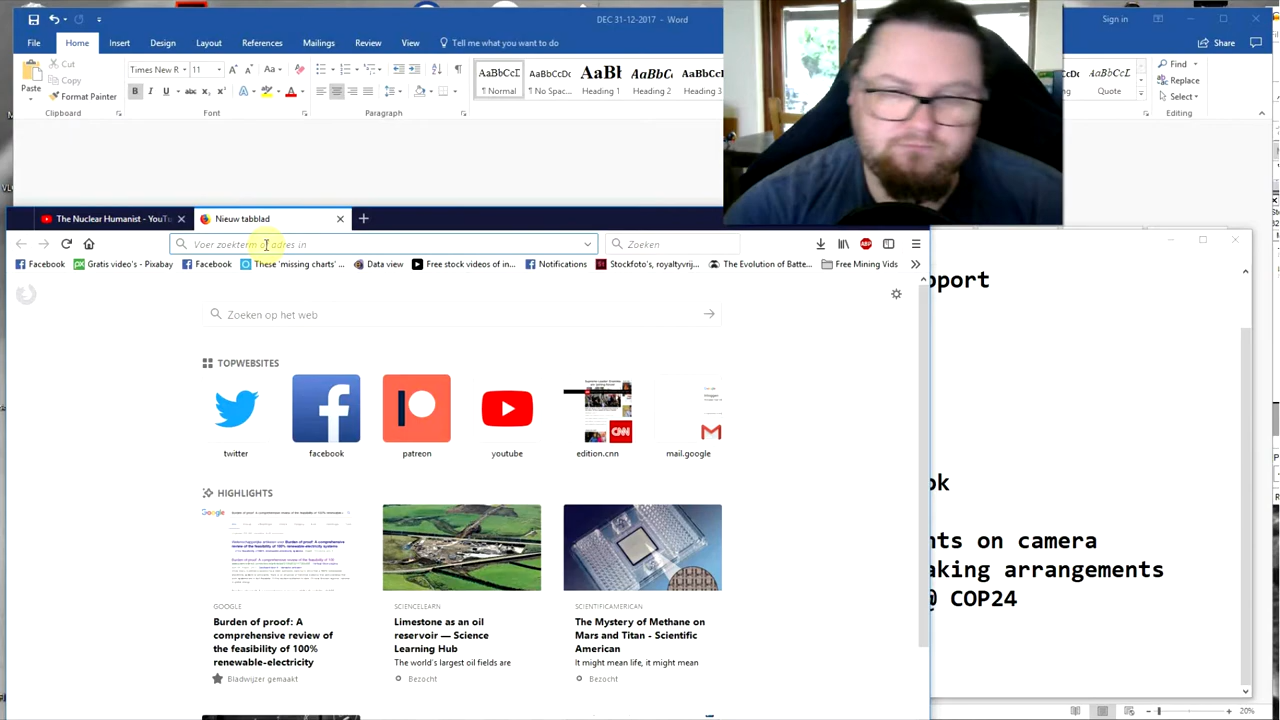 DEC 31-12-2017 - Word
Sign in
File
Home
Insert
Design
Layout
References
Mailings
Review
View
Tell me what you want to do
Share
Paste
Cut
Copy
Format Painter
Clipboard
Times New R
11
Font
Paragraph
AaBbCcI
¶ Normal
AaBbCcDc
¶ No Spac...
AaBb
Heading 1
AaBbCc
Heading 2
AaBbCc
Heading 3
AaBbCcI
Quote
Find
Replace
Select
Editing
The Nuclear Humanist - YouTu
Nieuw tabblad
Voer zoekterm of adres in
Zoeken
Facebook
Gratis video's - Pixabay
Facebook
These 'missing charts' ...
Data view
Free stock videos of n...
Notifications
Stockfoto's, royaltyvrij...
The Evolution of Batte...
Free Mining Vids
Zoeken op het web
TOPWEBSITES
twitter
facebook
patreon
youtube
edition.cnn
mail.google
HIGHLIGHTS
GOOGLE
Burden of proof: A
comprehensive review of
the feasibility of 100%
renewable-electricity
Bladwijzer gemaakt
SCIENCELEARN
Limestone as an oil
reservoir — Science
Learning Hub
The world's largest oil fields are
Bezocht
SCIENTIFICAMERICAN
The Mystery of Methane on
Mars and Titan - Scientific
American
It might mean life, it might mean
Bezocht
pport
ok
nts on camera
aking arrangements
@ COP24
20%